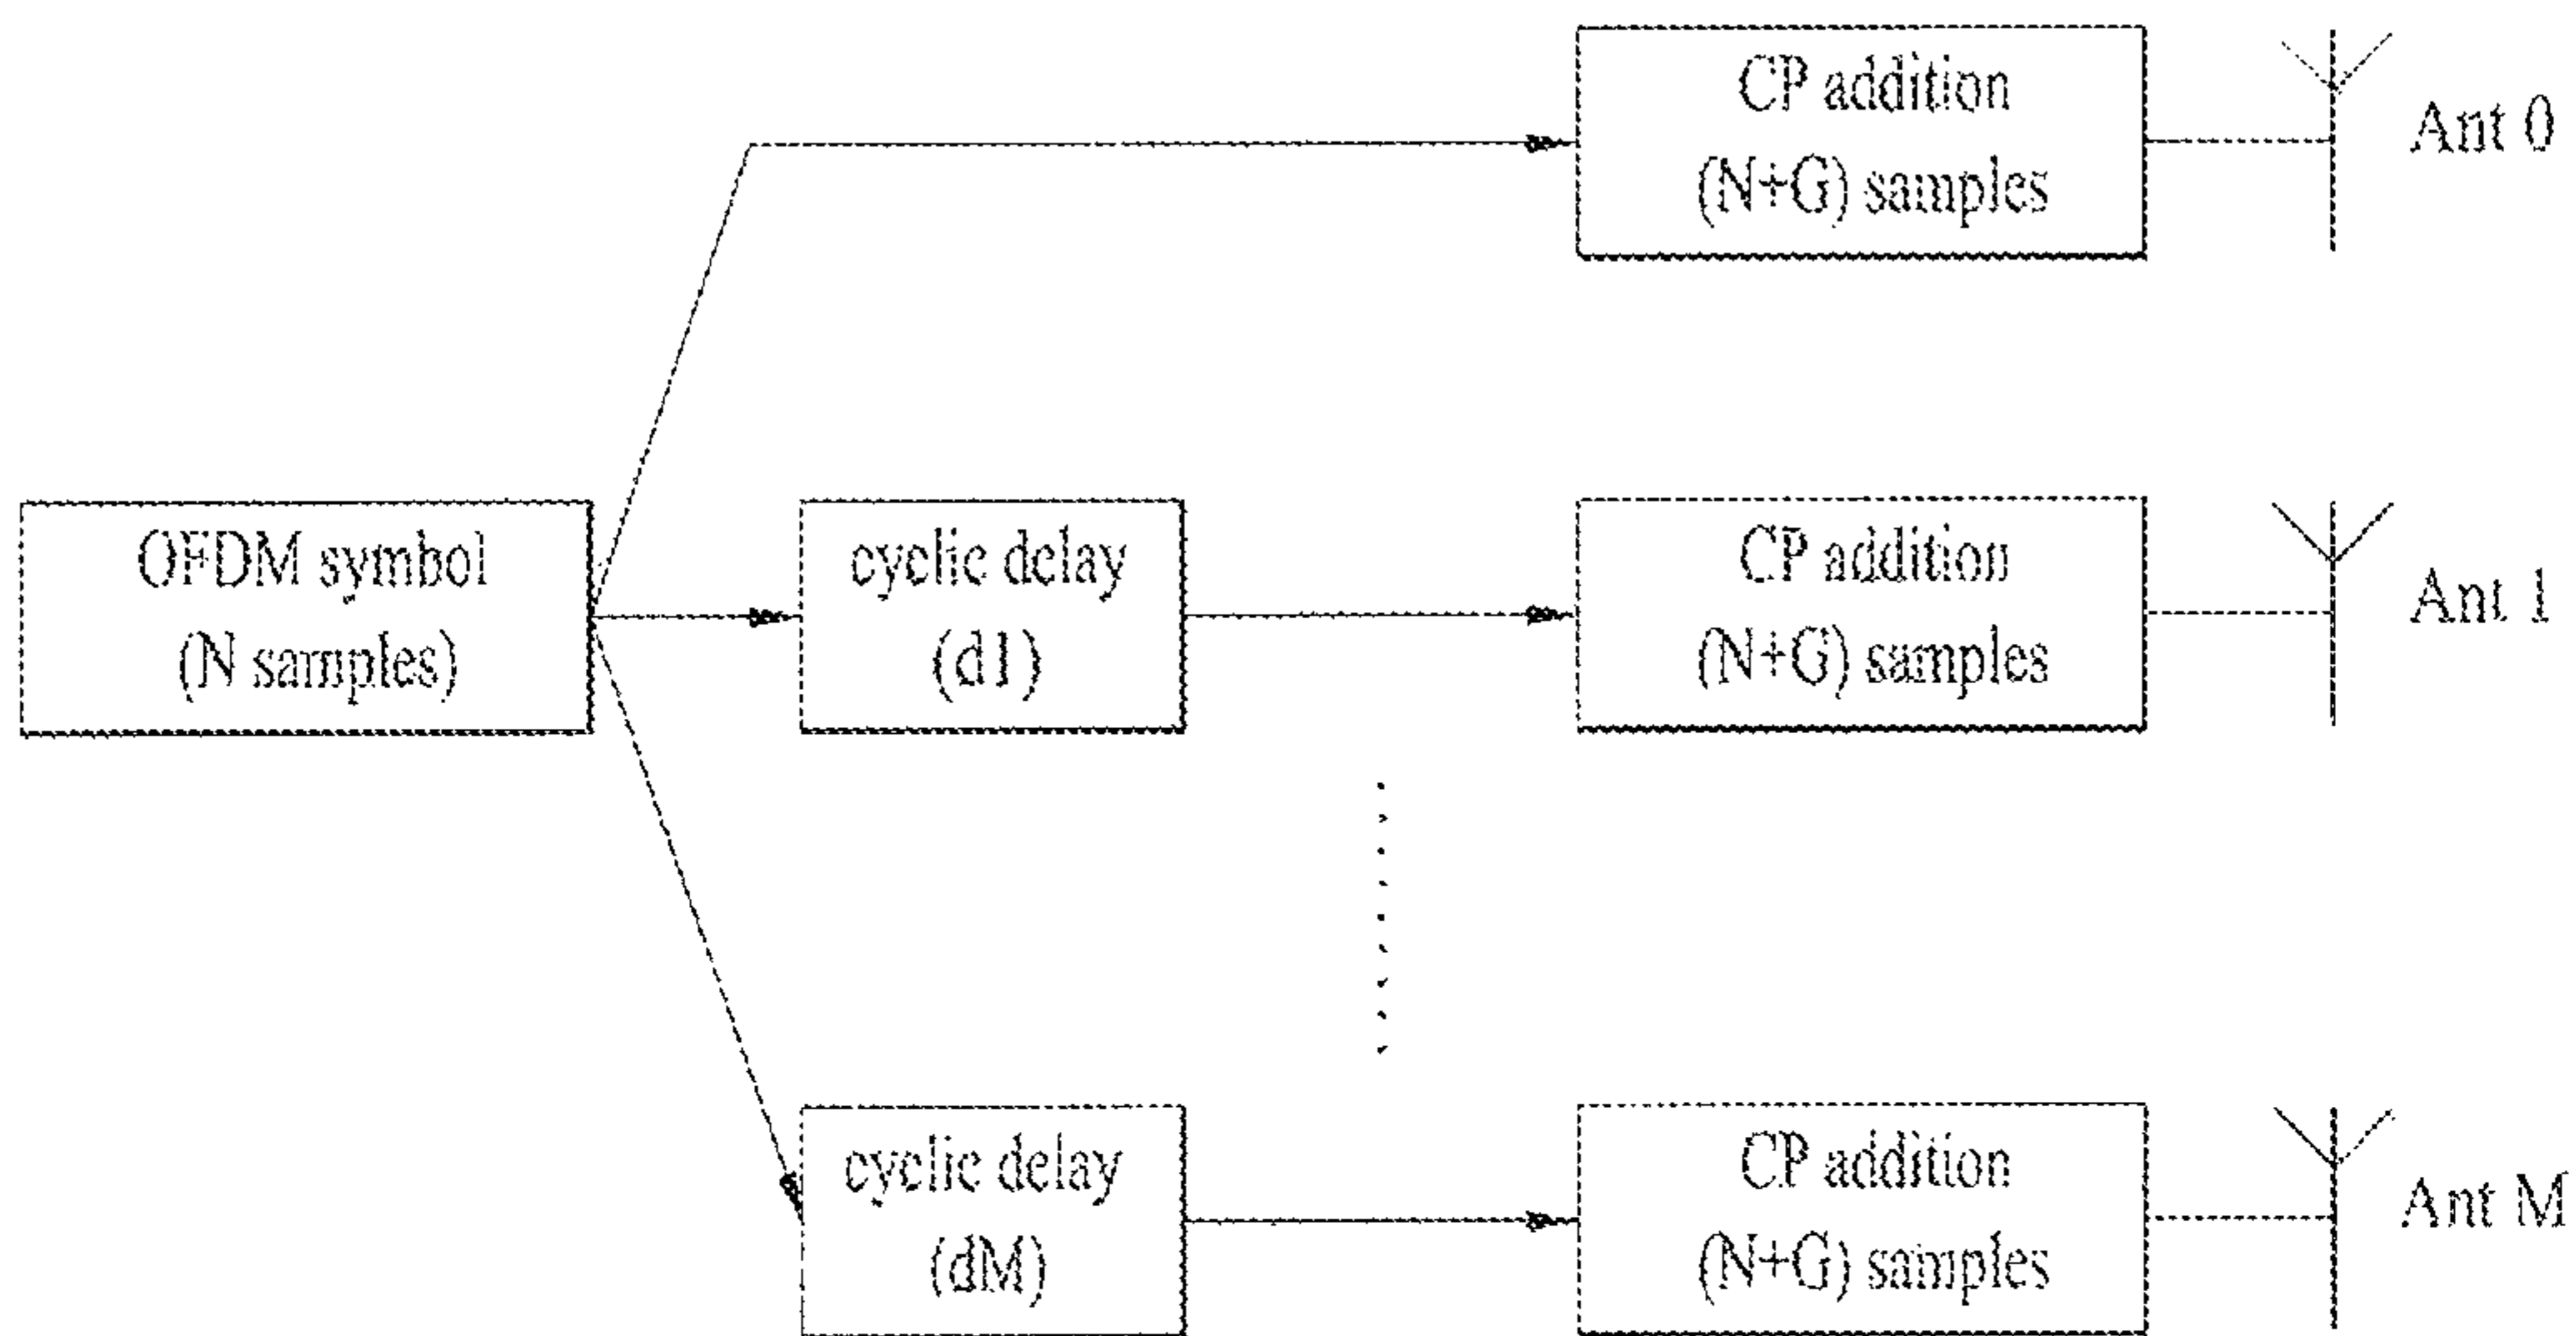 CP addition
(N+G) samples
Ant 0
OFDM symbol
(N samples)
cyclic delay
(d1)
CP addition
(N+G) samples
Ant 1
cyclic delay
(dM)
CP addition
(N+G) samples
Ant M